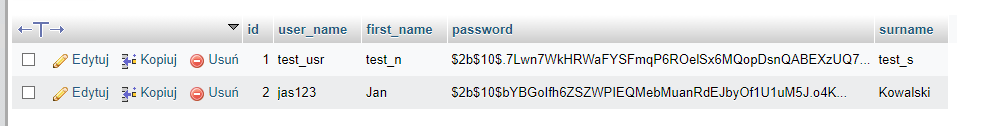 ←T→ id user_name first_name password surname
Edytuj Kopiuj Usuń 1 test_usr test_n $2b$10$.7Lwn7WkHRWaFYSFmqP6ROelSx6MQopDsnQABEXzUQ7... test_s
Edytuj Kopiuj Usuń 2 jas123 Jan $2b$10$bYBGolfh6ZSZWPIEQMebMuanRdEJbyOf1U1uM5J.o4K... Kowalski